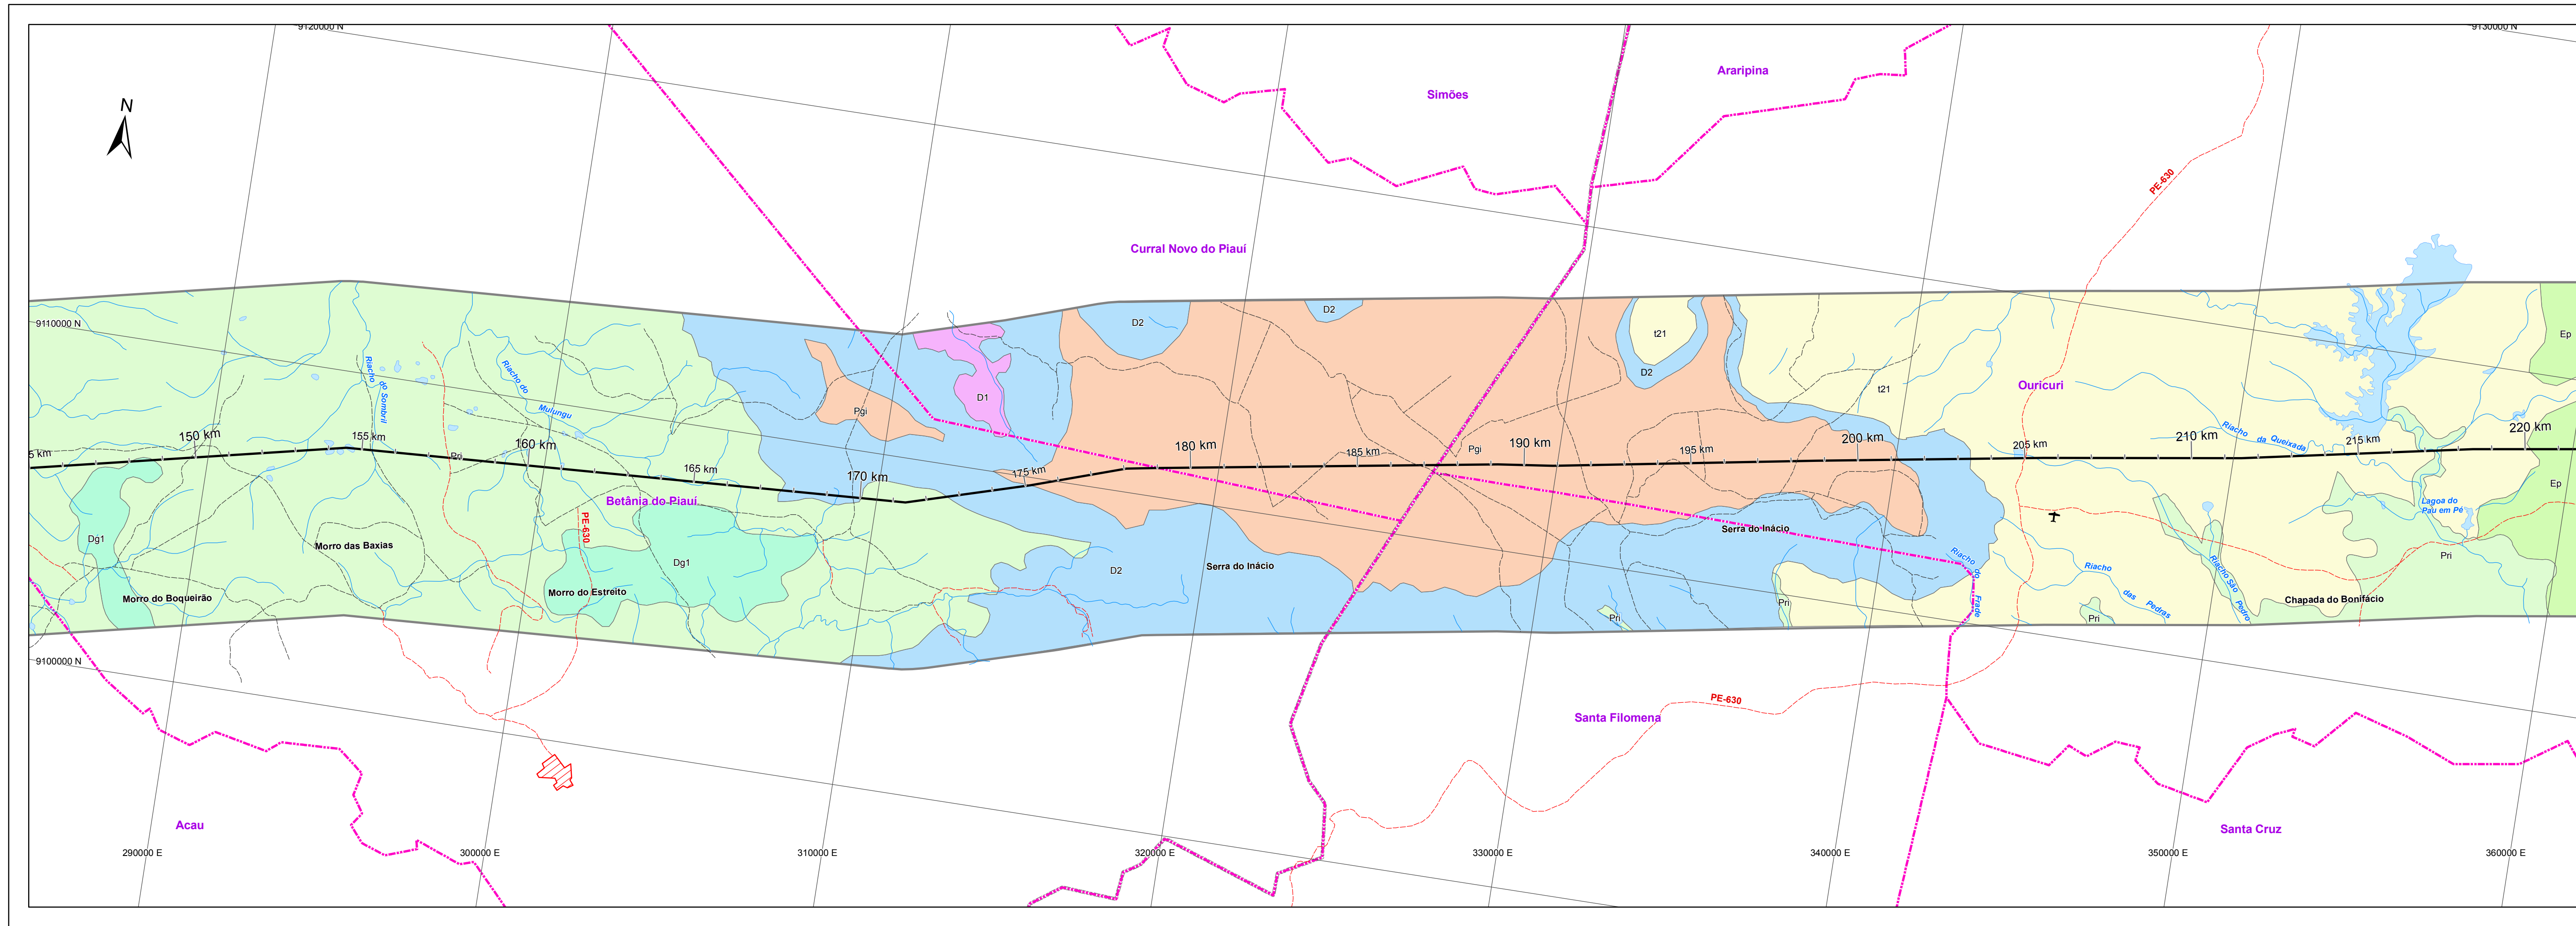 9120000 N
9130000 N
N
Araripina
Simões
PE-630
Curral Novo do Piauí
9110000 N
D2
D2
t21
Ep
D2
Riacho
do Sombril
Riacho do
Mulungu
Ouricuri
t21
D1
Pgi
150 km
155 km
160 km
Pri
5 km
165 km
170 km
175 km
180 km
185 km
Pgi
190 km
195 km
200 km
205 km
210 km
Riacho da Queixada
215 km
220 km
Betânia do Piauí
PE-630
Ep
Lagoa do
Pau em Pé
Serra do Inácio
Dg1
Morro das Baxias
Dg1
D2
Serra do Inácio
Riacho do
Frade
Riacho
das Pedras
Riacho São Pedro
Pri
Morro do Boqueirão
Morro do Estreito
Pri
Pri
Pri
Chapada do Bonifácio
9100000 N
PE-630
Santa Filomena
Acau
Santa Cruz
290000 E
300000 E
310000 E
320000 E
330000 E
340000 E
350000 E
360000 E